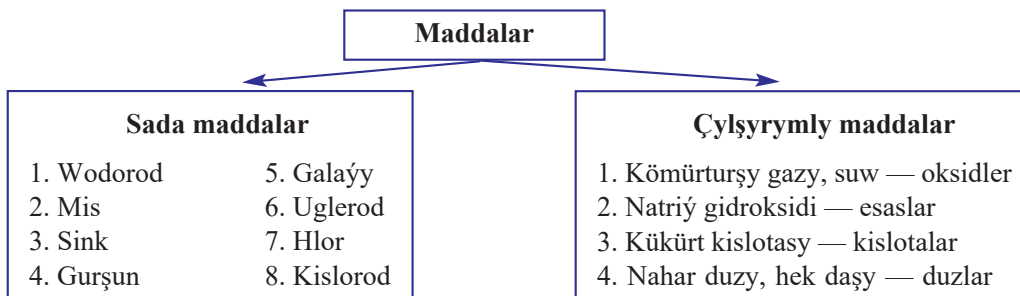 Maddalar
Sada maddalar
1. Wodorod
2. Mis
3. Sink
4. Gurşun
5. Galaýy
6. Uglerod
7. Hlor
8. Kislorod
Çylşyrymly maddalar
1. Kömürturşy gazy, suw — oksidler
2. Natriý gidroksidi — esaslar
3. Kükürt kislotasy — kislotalar
4. Nahar duzy, hek daşy — duzlar